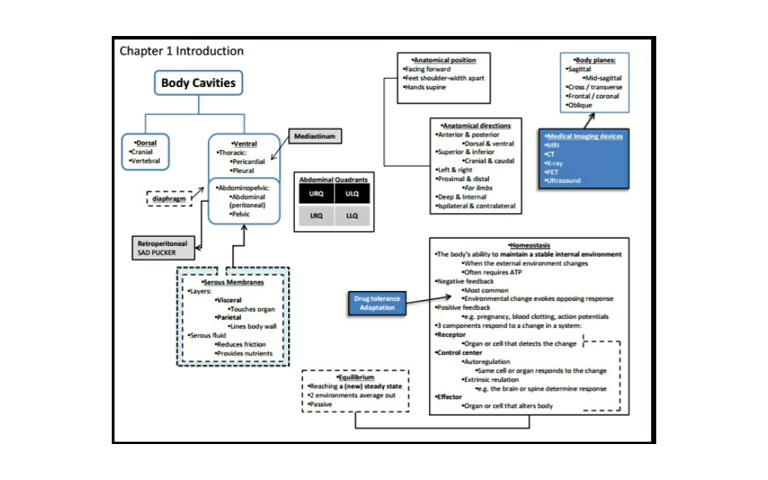 Chapter 1 Introduction
Body Cavities
•Dorsal
•Cranial
•Vertebral
•Ventral
•Thoracic:
•Pericardial
•Pleural
Mediastinum
•Abdominopelvic:
•Abdominal
(peritoneal)
•Pelvic
diaphragm
Retroperitoneal
SAD PUCKER
Abdominal Quadrants
URQ
ULQ
LRQ
LLQ
•Serous Membranes
•Layers:
•Visceral
•Touches organ
•Parietal
•Lines body wall
•Serous fluid
•Reduces friction
•Provides nutrients
•Anatomical position
•Facing forward
•Feet shoulder-width apart
•Hands supine
•Anatomical directions
•Anterior & posterior
•Dorsal & ventral
•Superior & inferior
•Cranial & caudal
•Left & right
•Proximal & distal
•For limbs
•Deep & Internal
•Ispilateral & contralateral
•Body planes:
•Sagittal
•Mid-sagittal
•Cross / transverse
•Frontal / coronal
•Oblique
•Medical Imaging devices
•MRI
•CT
•X-ray
•PET
•Ultrasound
•Homeostasis
•The body's ability to maintain a stable internal environment
•When the external environment changes
•Often requires ATP
•Negative feedback
•Most common
•Environmental change evokes opposing response
•Positive feedback
•e.g. pregnancy, blood clotting, action potentials
•3 components respond to a change in a system:
•Receptor
•Organ or cell that detects the change
•Control center
•Autoregulation
•Same cell or organ responds to the change
•Extrinsic reulation
•e.g. the brain or spine determine response
•Effector
•Organ or cell that alters body
Drug tolerance
Adaptation
•Equilibrium
•Reaching a (new) steady state
•2 environments average out
•Passive